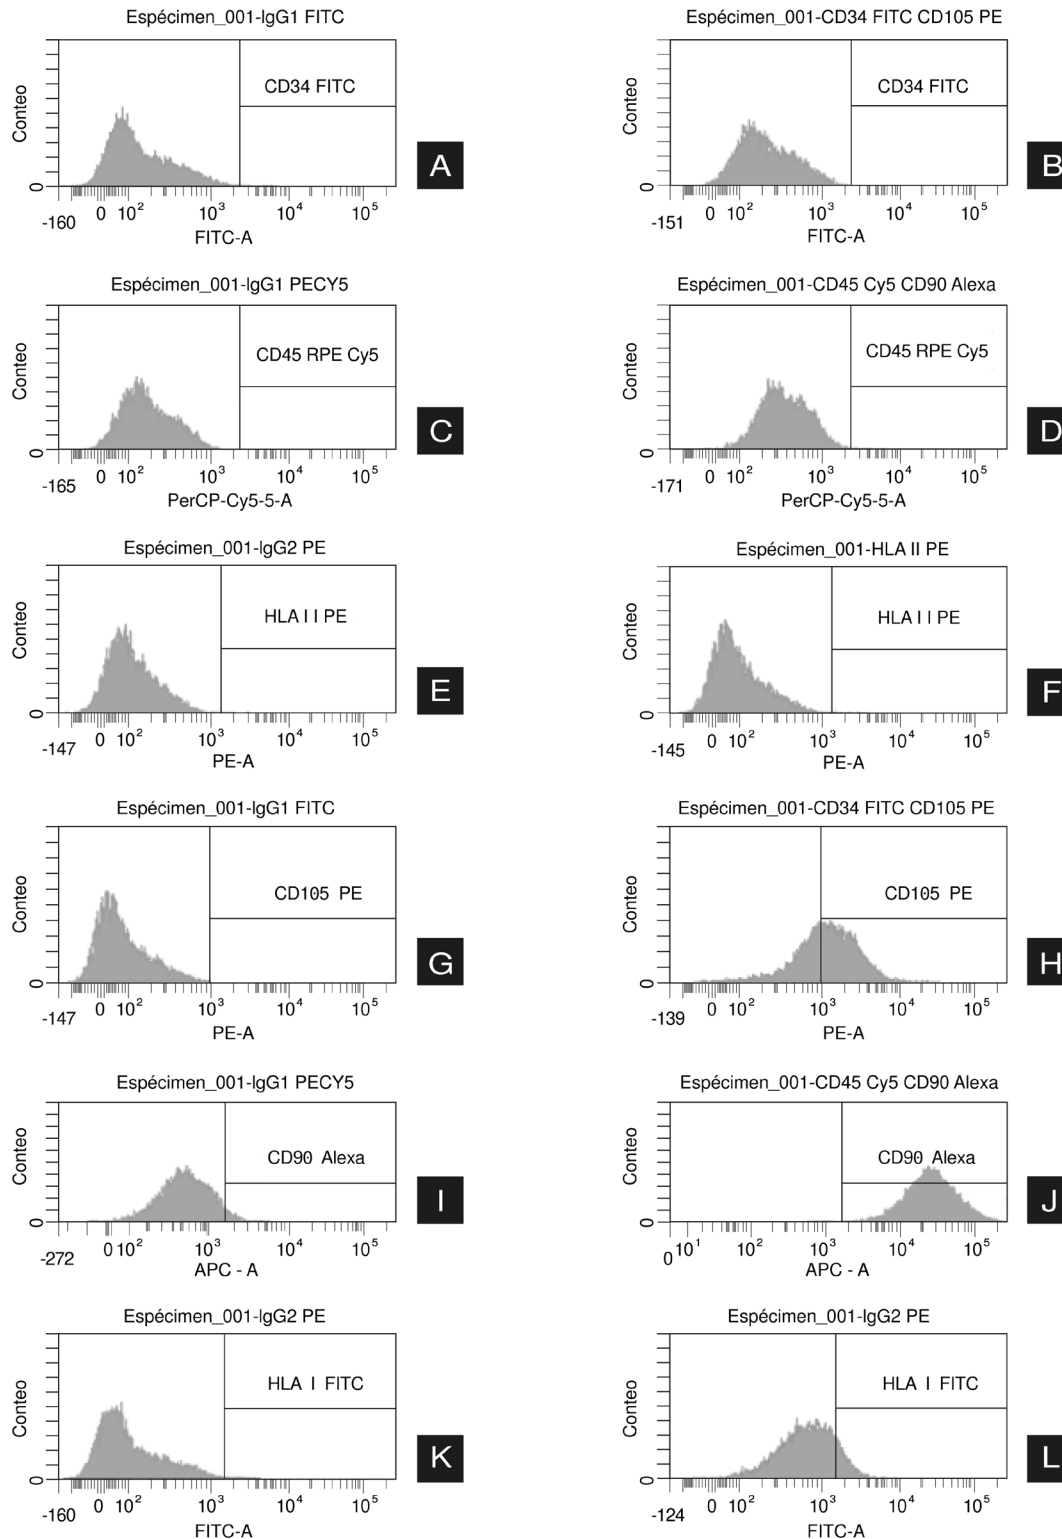 Espécimen_001-IgG1 FITC
Conteo
CD34 FITC
0
-160 0 10² 10³ 10⁴ 10⁵
FITC-A
A
Espécimen_001-CD34 FITC CD105 PE
Conteo
CD34 FITC
0
-151 0 10² 10³ 10⁴ 10⁵
FITC-A
B
Espécimen_001-IgG1 PECY5
Conteo
CD45 RPE Cy5
0
-165 0 10² 10³ 10⁴ 10⁵
PerCP-Cy5-5-A
C
Espécimen_001-CD45 Cy5 CD90 Alexa
Conteo
CD45 RPE Cy5
0
-171 0 10² 10³ 10⁴ 10⁵
PerCP-Cy5-5-A
D
Espécimen_001-IgG2 PE
Conteo
HLA II PE
0
-147 0 10² 10³ 10⁴ 10⁵
PE-A
E
Espécimen_001-HLA II PE
Conteo
HLA II PE
0
-145 0 10² 10³ 10⁴ 10⁵
PE-A
F
Espécimen_001-IgG1 FITC
Conteo
CD105 PE
0
-147 0 10² 10³ 10⁴ 10⁵
PE-A
G
Espécimen_001-CD34 FITC CD105 PE
Conteo
CD105 PE
0
-139 0 10² 10³ 10⁴ 10⁵
PE-A
H
Espécimen_001-IgG1 PECY5
Conteo
CD90 Alexa
0
-272 0 10² 10³ 10⁴ 10⁵
APC - A
I
Espécimen_001-CD45 Cy5 CD90 Alexa
Conteo
CD90 Alexa
0
0 10¹ 10² 10³ 10⁴ 10⁵
APC - A
J
Espécimen_001-IgG2 PE
Conteo
HLA I FITC
0
-160 0 10² 10³ 10⁴ 10⁵
FITC-A
K
Espécimen_001-IgG2 PE
Conteo
HLA I FITC
0
-124 0 10² 10³ 10⁴ 10⁵
FITC-A
L